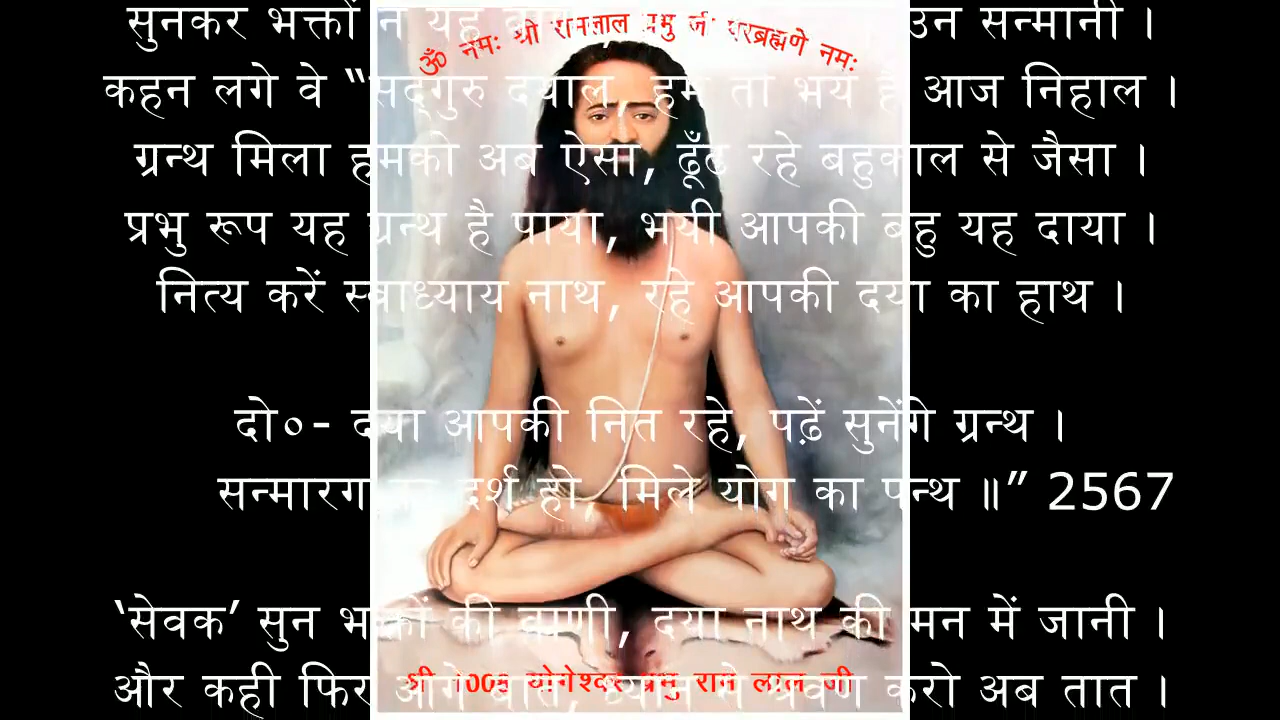 सुनकर भक्तों न यह उन सन्मानी ।
ॐ नमः श्री रामलाल प्रभु जी परब्रह्मणे नमः
कहन लगे वे “सद्गुरु दयाल, हम तो भये हैं आज निहाल ।
ग्रन्थ मिला हमको अब ऐसा, ढूँढ रहे बहुकाल से जैसा ।
प्रभु रूप यह ग्रन्थ है पाया, भयी आपकी बहु यह दाया ।
नित्य करें स्वाध्याय नाथ, रहे आपकी दया का हाथ ।
दो०- दया आपकी नित रहे, पढ़ें सुनेंगे ग्रन्थ ।
सन्मारग का दर्श हो, मिले योग का पन्थ ॥” 2567
‘सेवक’ सुन भक्तों की वाणी, दया नाथ की मन में जानी ।
और कही फिर आगे बात, ध्यान से श्रवण करो अब तात ।
श्री 1008 योगेश्वर प्रभु राम लाल जी